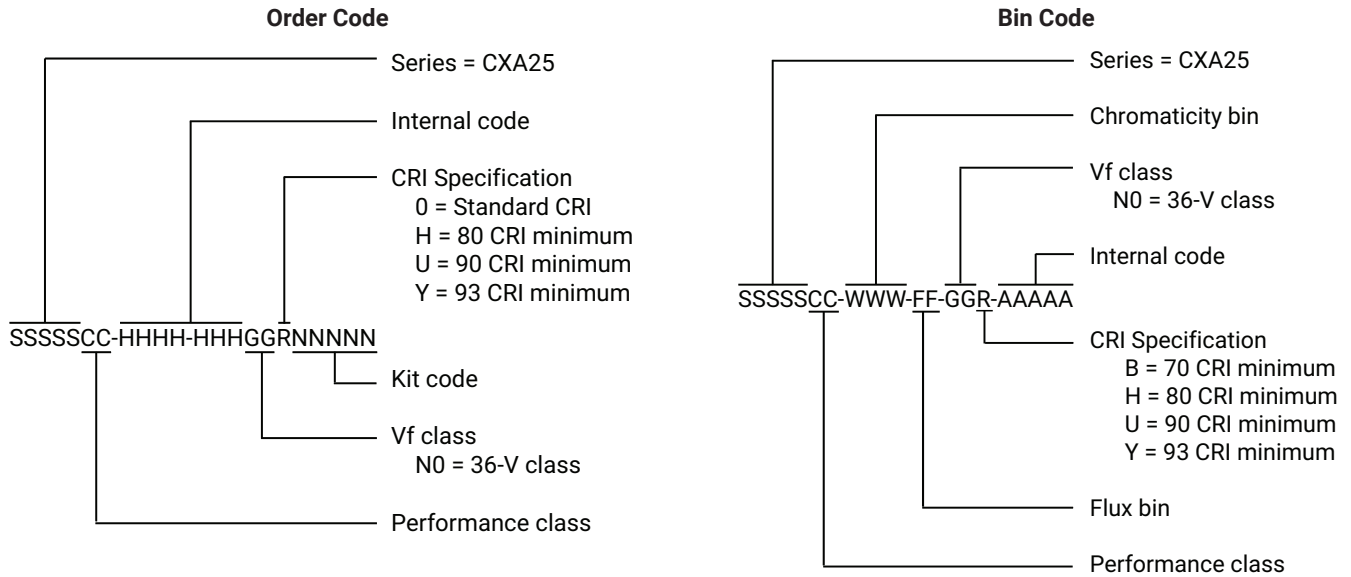 Order Code
Series = CXA25
Internal code
CRI Specification
0 = Standard CRI
H = 80 CRI minimum
U = 90 CRI minimum
Y = 93 CRI minimum
SSSSSCC-HHHH-HHHGGRNNNNN
Kit code
Vf class
N0 = 36-V class
Performance class
Bin Code
Series = CXA25
Chromaticity bin
Vf class
N0 = 36-V class
Internal code
SSSSSCC-WWW-FF-GGR-AAAAA
CRI Specification
B = 70 CRI minimum
H = 80 CRI minimum
U = 90 CRI minimum
Y = 93 CRI minimum
Flux bin
Performance class